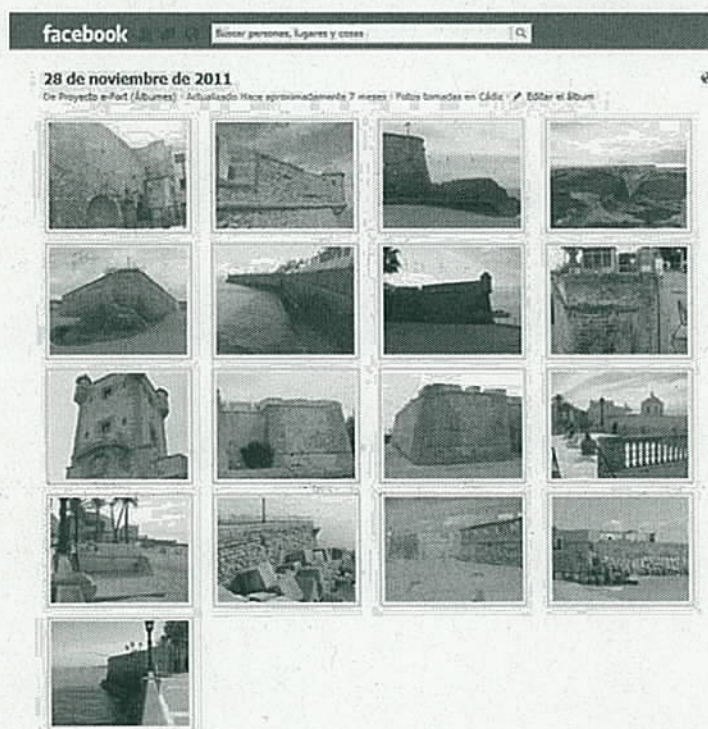 facebook
Buscar personas, lugares y cosas
28 de noviembre de 2011
De Proyecto e-Fort (Álbumes) · Actualizado Hace aproximadamente 7 meses · Fotos tomadas en Cádiz · Editar el álbum